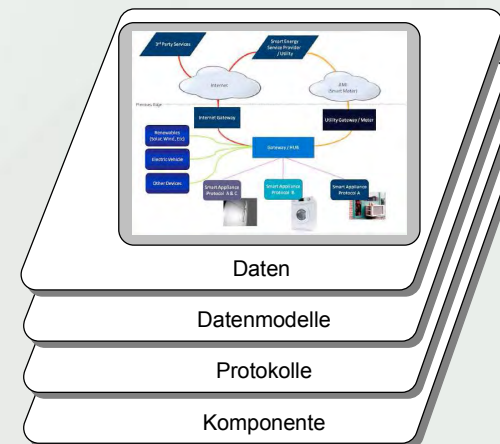 3rd Party Services
Smart Energy
Service Provider
/ Utility
Internet
AMI
(Smart Meter)
Premises Edge
Internet Gateway
Utility Gateway / Meter
Renewables
(Solar, Wind, Etc)
Gateway / HUB
Electric Vehicle
Other Devices
Smart Appliance
Protocol A & C
Smart Appliance
Protocol B
Smart Appliance
Protocol A
Daten
Datenmodelle
Protokolle
Komponente